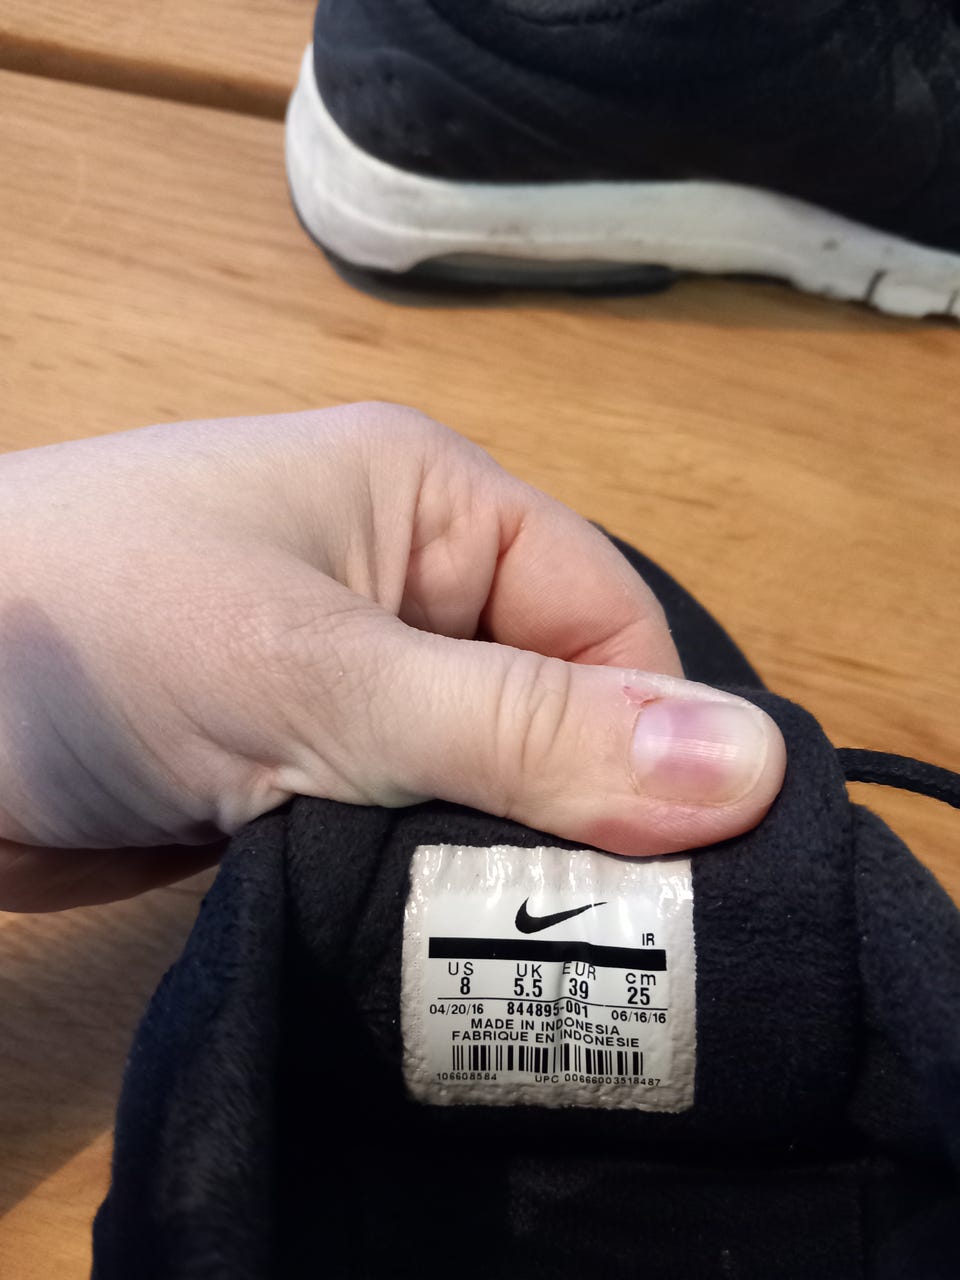 IR
US UK EUR cm
8 5.5 39 25
04/20/16 844895-001 06/16/16
MADE IN INDONESIA
FABRIQUE EN INDONESIE
106608584 UPC 00666003518487